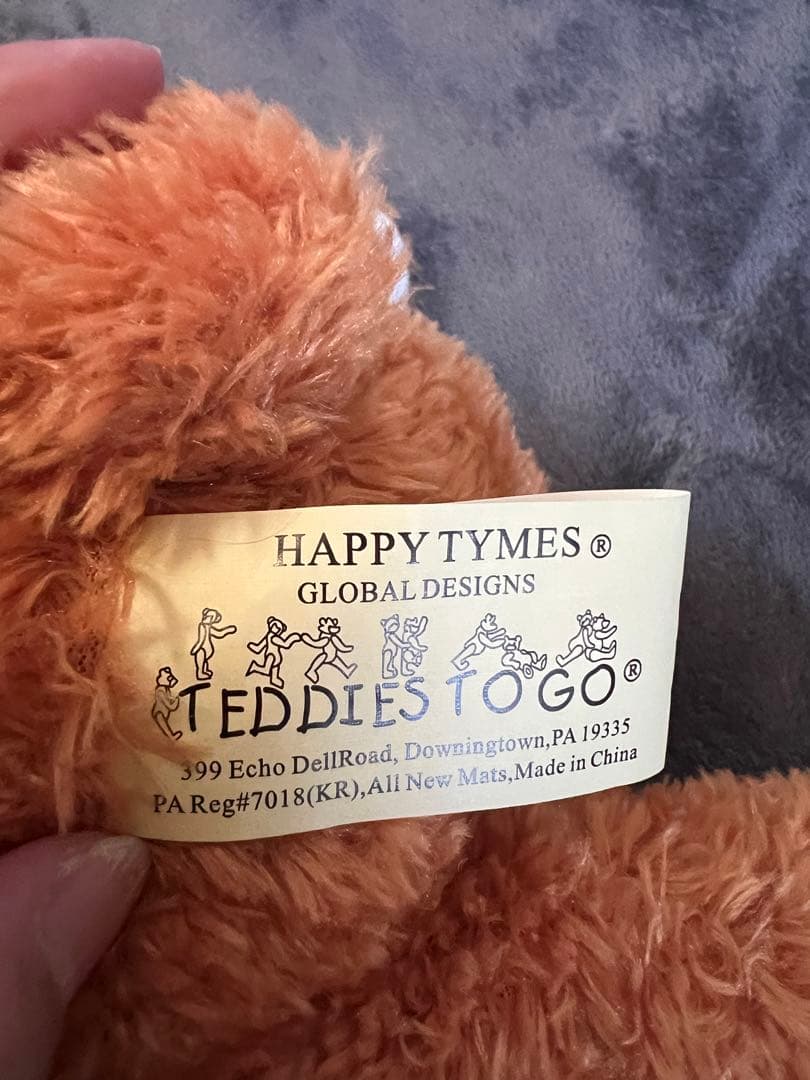 HAPPY TYMES ®
GLOBAL DESIGNS
TEDDIES TO GO ®
399 Echo DellRoad, Downingtown,PA 19335
PA Reg#7018(KR),All New Mats,Made in China